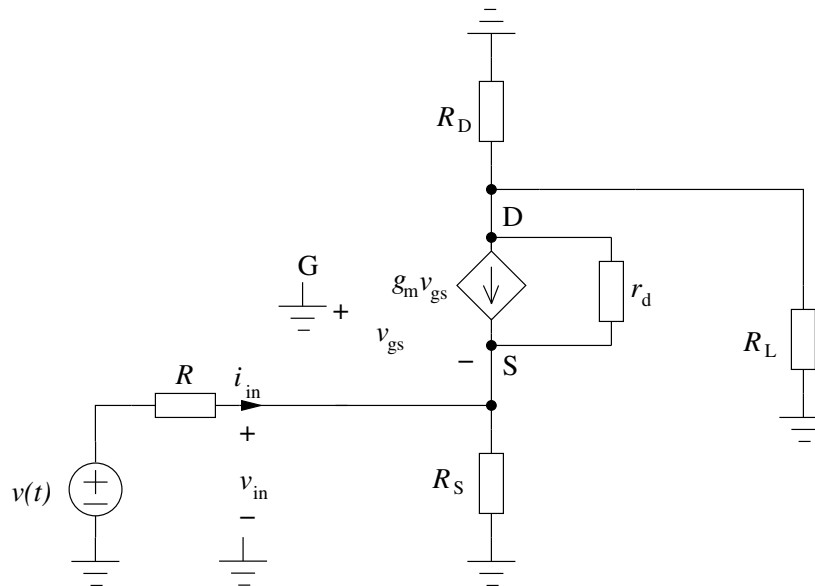 R_D
D
G
g_m v_gs
r_d
+
v_gs
−
S
R_L
R
i_in
+
v(t)
+
−
v_in
R_S
−